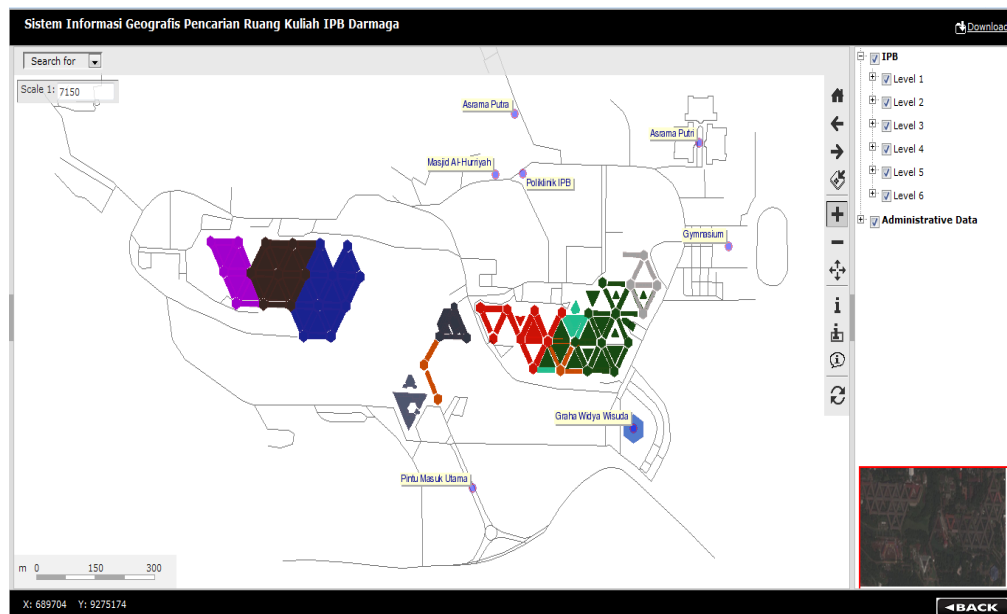 Sistem Informasi Geografis Pencarian Ruang Kuliah IPB Darmaga
Download
Search for
Scale 1: 7150
IPB
Level 1
Level 2
Level 3
Level 4
Level 5
Level 6
Administrative Data
Asrama Putra
Asrama Putri
Masjid Al-Hurriyah
Poliklinik IPB
Gymnasium
Graha Widya Wisuda
Pintu Masuk Utama
m 0 150 300
X: 689704 Y: 9275174
BACK